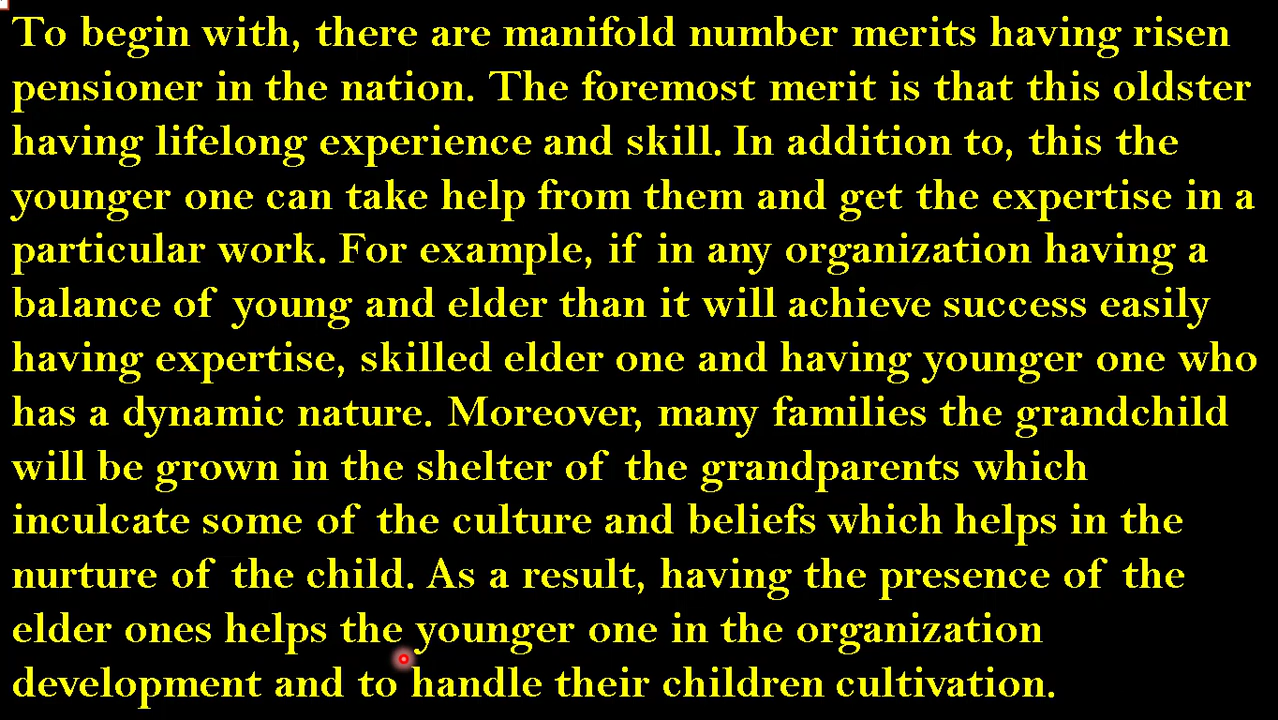 To begin with, there are manifold number merits having risen
pensioner in the nation. The foremost merit is that this oldster
having lifelong experience and skill. In addition to, this the
younger one can take help from them and get the expertise in a
particular work. For example, if in any organization having a
balance of young and elder than it will achieve success easily
having expertise, skilled elder one and having younger one who
has a dynamic nature. Moreover, many families the grandchild
will be grown in the shelter of the grandparents which
inculcate some of the culture and beliefs which helps in the
nurture of the child. As a result, having the presence of the
elder ones helps the younger one in the organization
development and to handle their children cultivation.